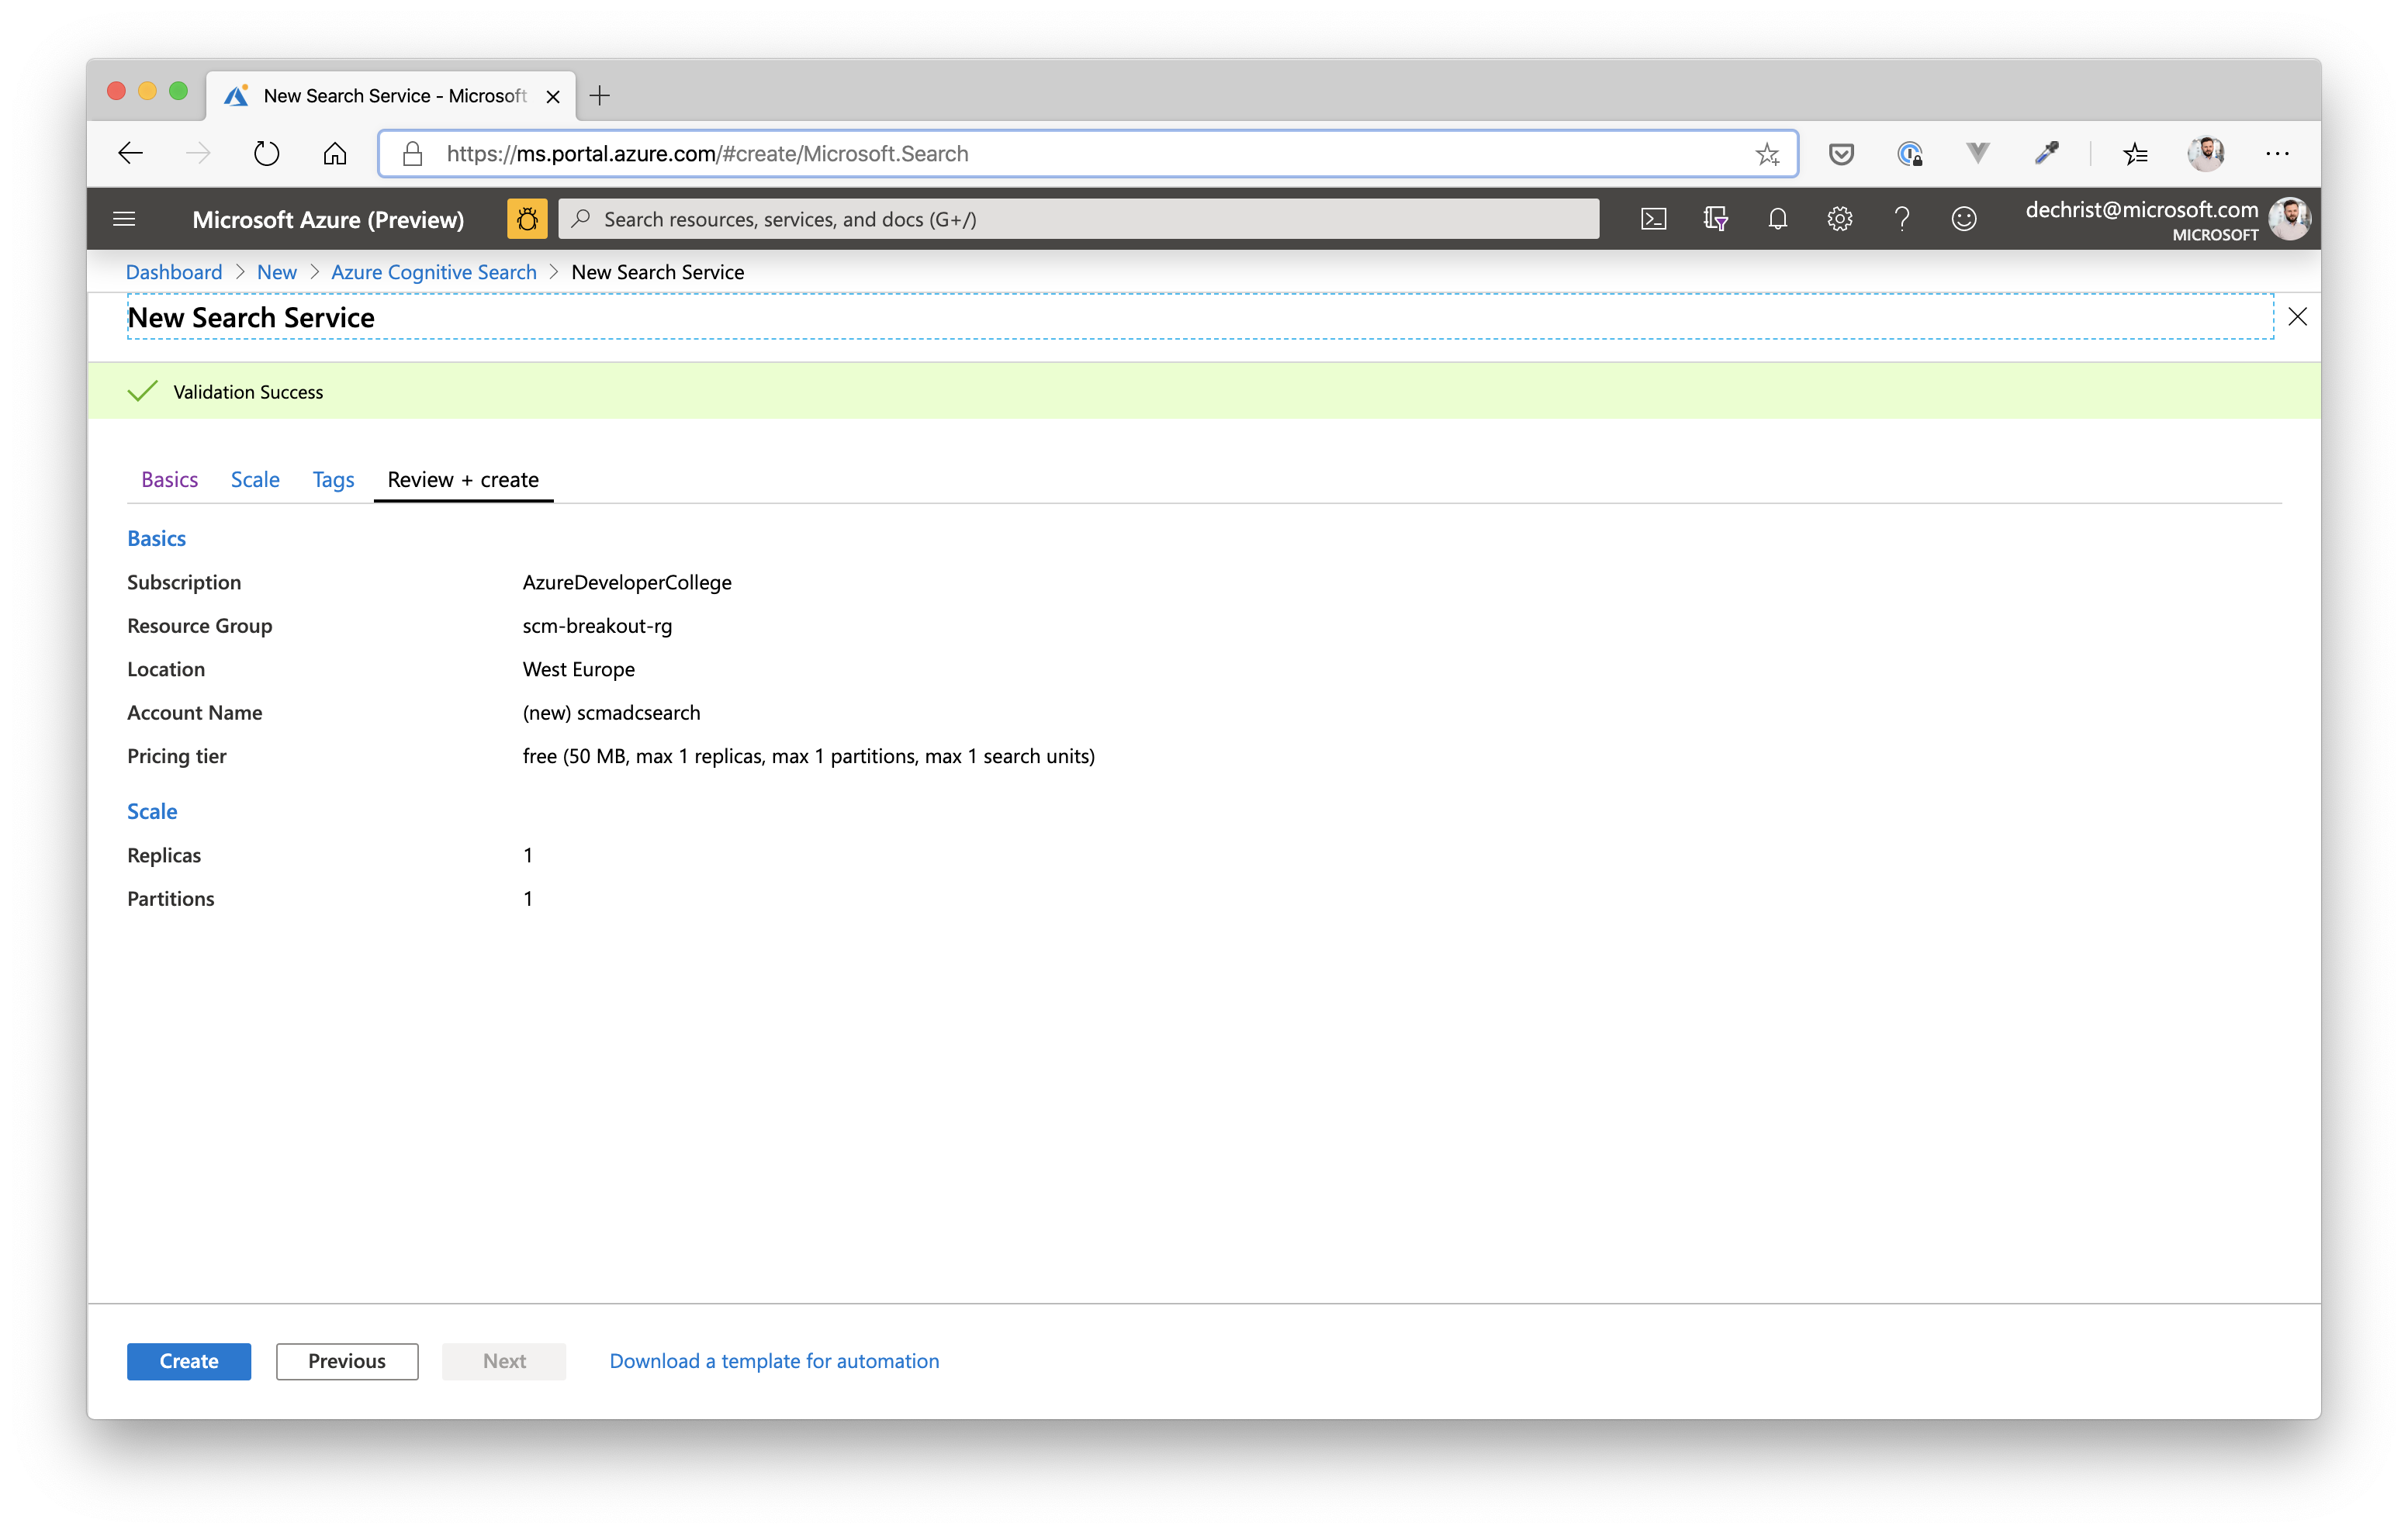 New Search Service - Microsoft
https://ms.portal.azure.com/#create/Microsoft.Search
Microsoft Azure (Preview)
Search resources, services, and docs (G+/)
dechrist@microsoft.com
MICROSOFT
Dashboard > New > Azure Cognitive Search > New Search Service
New Search Service
Validation Success
Basics Scale Tags Review + create
Basics
Subscription AzureDeveloperCollege
Resource Group scm-breakout-rg
Location West Europe
Account Name (new) scmadcsearch
Pricing tier free (50 MB, max 1 replicas, max 1 partitions, max 1 search units)
Scale
Replicas 1
Partitions 1
Create Previous Next Download a template for automation